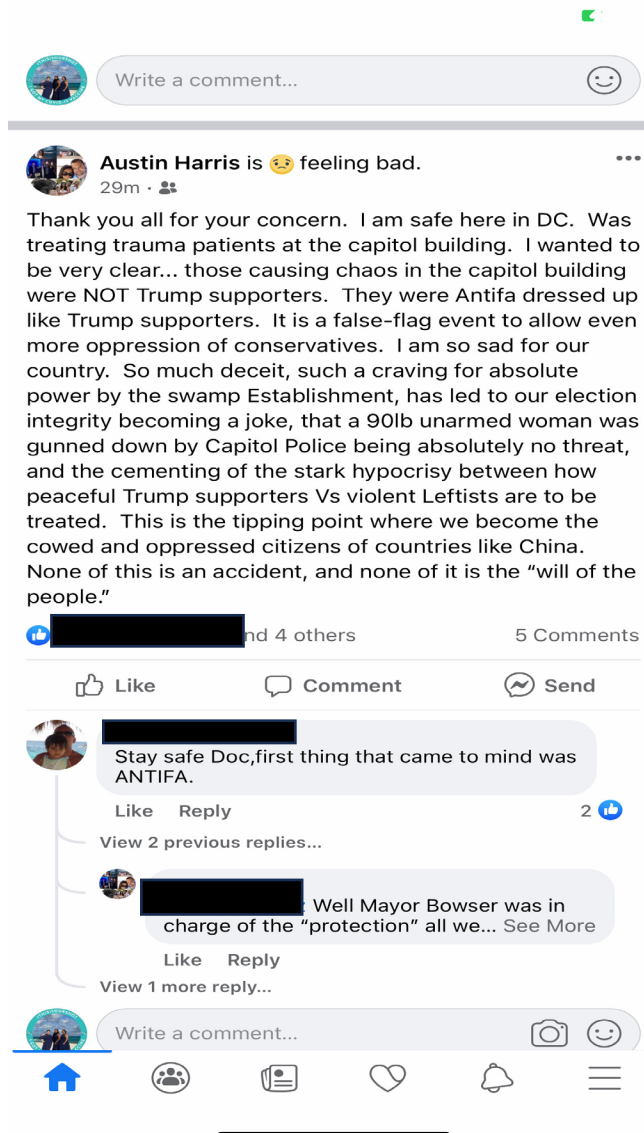 Write a comment...
Austin Harris is 😟 feeling bad.
29m ·
Thank you all for your concern. I am safe here in DC. Was
treating trauma patients at the capitol building. I wanted to
be very clear... those causing chaos in the capitol building
were NOT Trump supporters. They were Antifa dressed up
like Trump supporters. It is a false-flag event to allow even
more oppression of conservatives. I am so sad for our
country. So much deceit, such a craving for absolute
power by the swamp Establishment, has led to our election
integrity becoming a joke, that a 90lb unarmed woman was
gunned down by Capitol Police being absolutely no threat,
and the cementing of the stark hypocrisy between how
peaceful Trump supporters Vs violent Leftists are to be
treated. This is the tipping point where we become the
cowed and oppressed citizens of countries like China.
None of this is an accident, and none of it is the “will of the
people.”
nd 4 others 5 Comments
Like Comment Send
Stay safe Doc,first thing that came to mind was
ANTIFA.
Like Reply 2
View 2 previous replies...
: Well Mayor Bowser was in
charge of the “protection” all we... See More
Like Reply
View 1 more reply...
Write a comment...